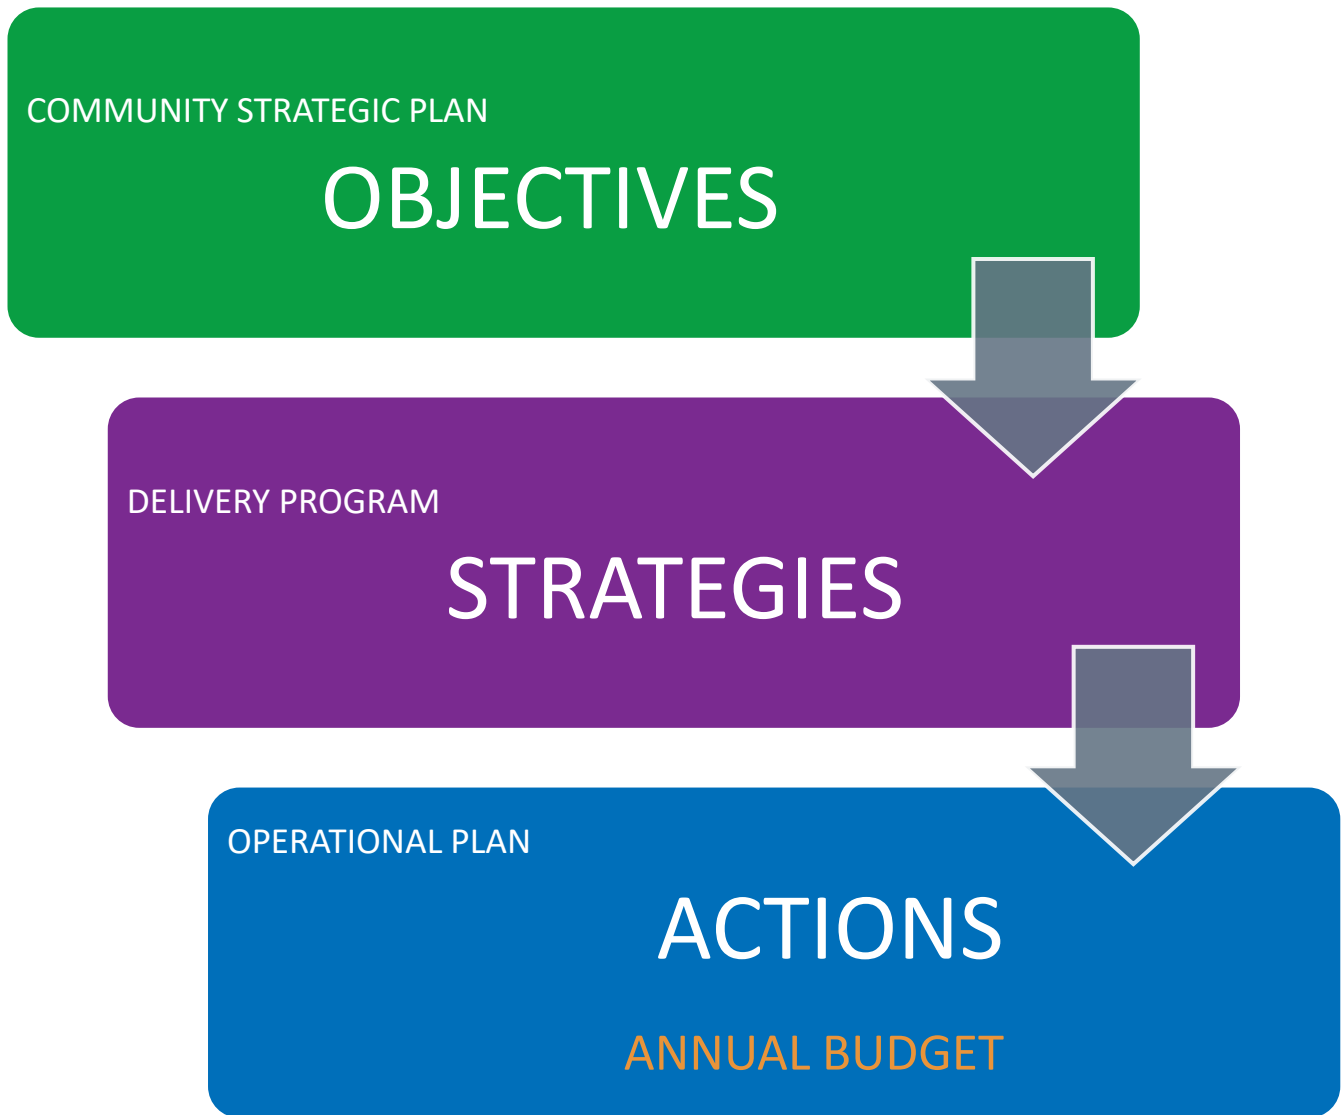 COMMUNITY STRATEGIC PLAN
OBJECTIVES
DELIVERY PROGRAM
STRATEGIES
OPERATIONAL PLAN
ACTIONS
ANNUAL BUDGET